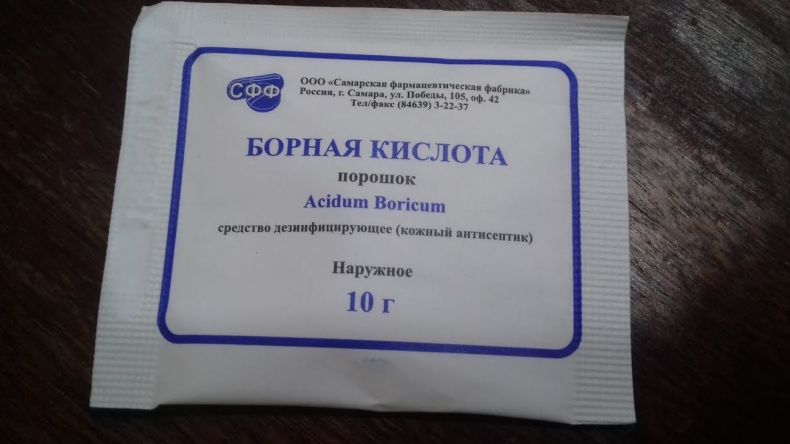 СФФ
ООО «Самарская фармацевтическая фабрика»
Россия, г. Самара, ул. Победы, 105, оф. 42
Тел/факс (84639) 3-22-37
БОРНАЯ КИСЛОТА
порошок
Acidum Boricum
средство дезинфицирующее (кожный антисептик)
Наружное
10 г